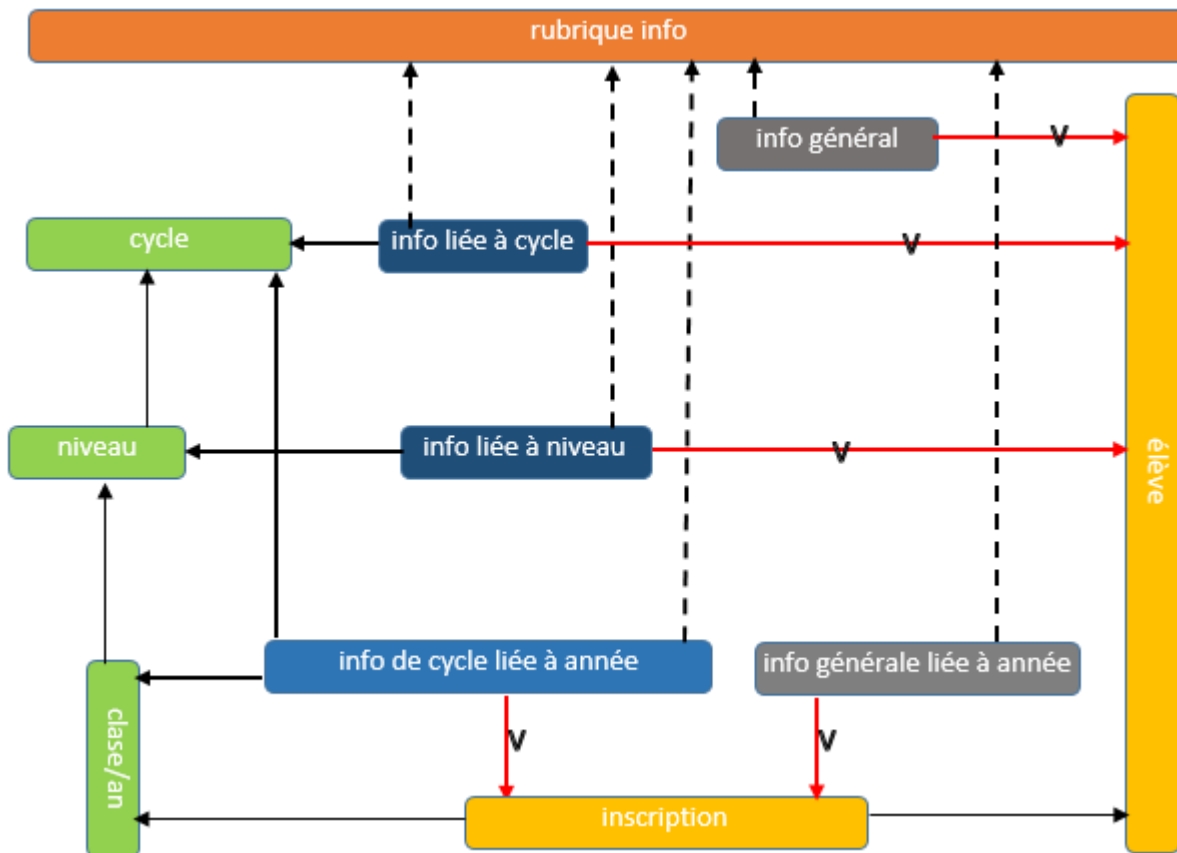 rubrique info
info général
V
cycle
info liée à cycle
V
niveau
info liée à niveau
V
élève
info de cycle liée à année
info générale liée à année
clase/an
V
V
inscription